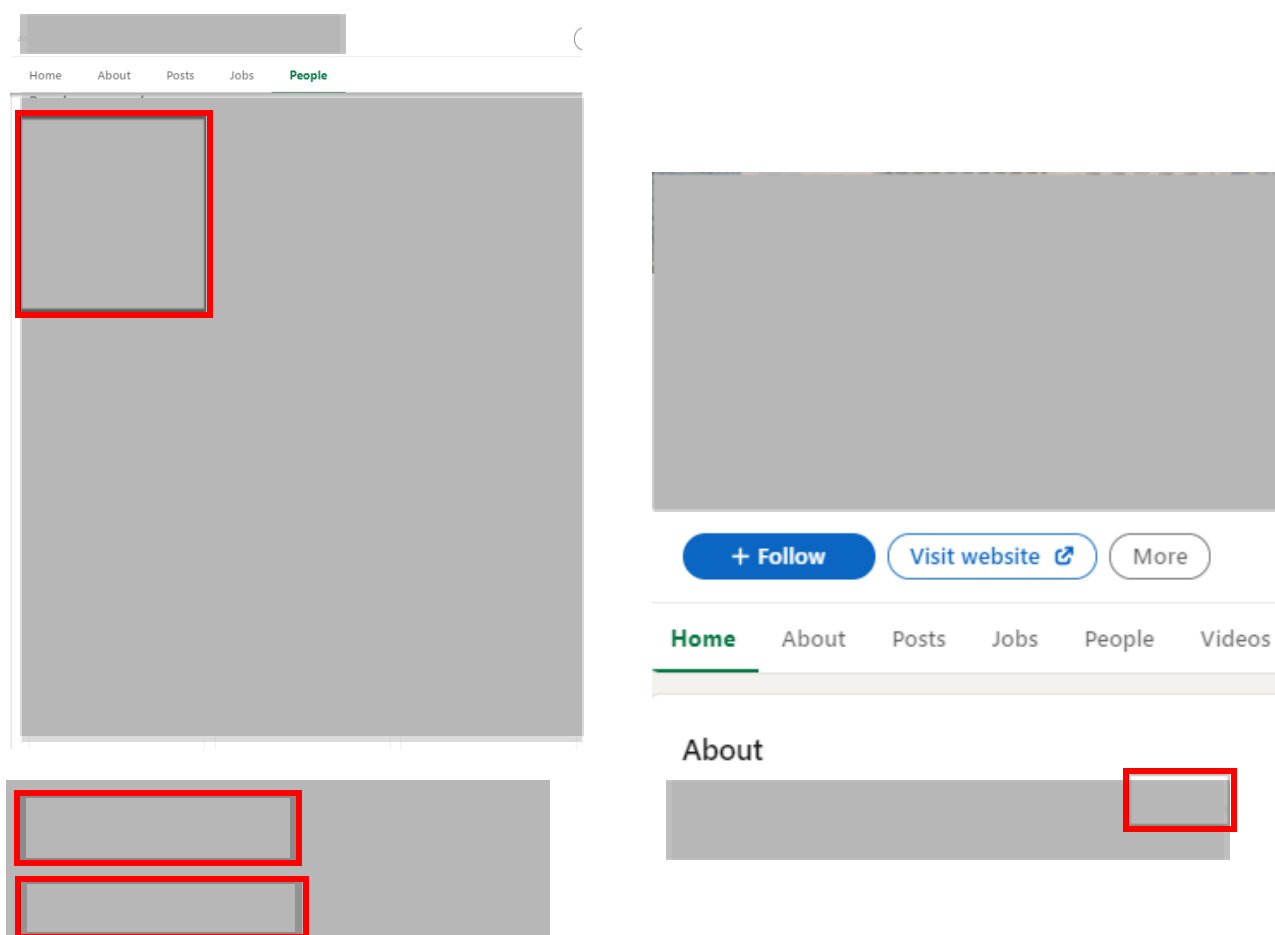 Home About Posts Jobs People
+ Follow Visit website More
Home About Posts Jobs People Videos
About